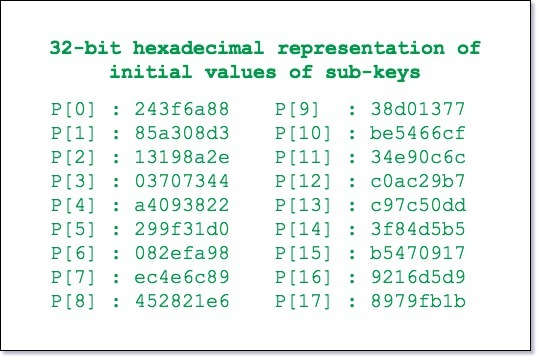 32-bit hexadecimal representation of
initial values of sub-keys
P[0] : 243f6a88 P[9] : 38d01377
P[1] : 85a308d3 P[10] : be5466cf
P[2] : 13198a2e P[11] : 34e90c6c
P[3] : 03707344 P[12] : c0ac29b7
P[4] : a4093822 P[13] : c97c50dd
P[5] : 299f31d0 P[14] : 3f84d5b5
P[6] : 082efa98 P[15] : b5470917
P[7] : ec4e6c89 P[16] : 9216d5d9
P[8] : 452821e6 P[17] : 8979fb1b